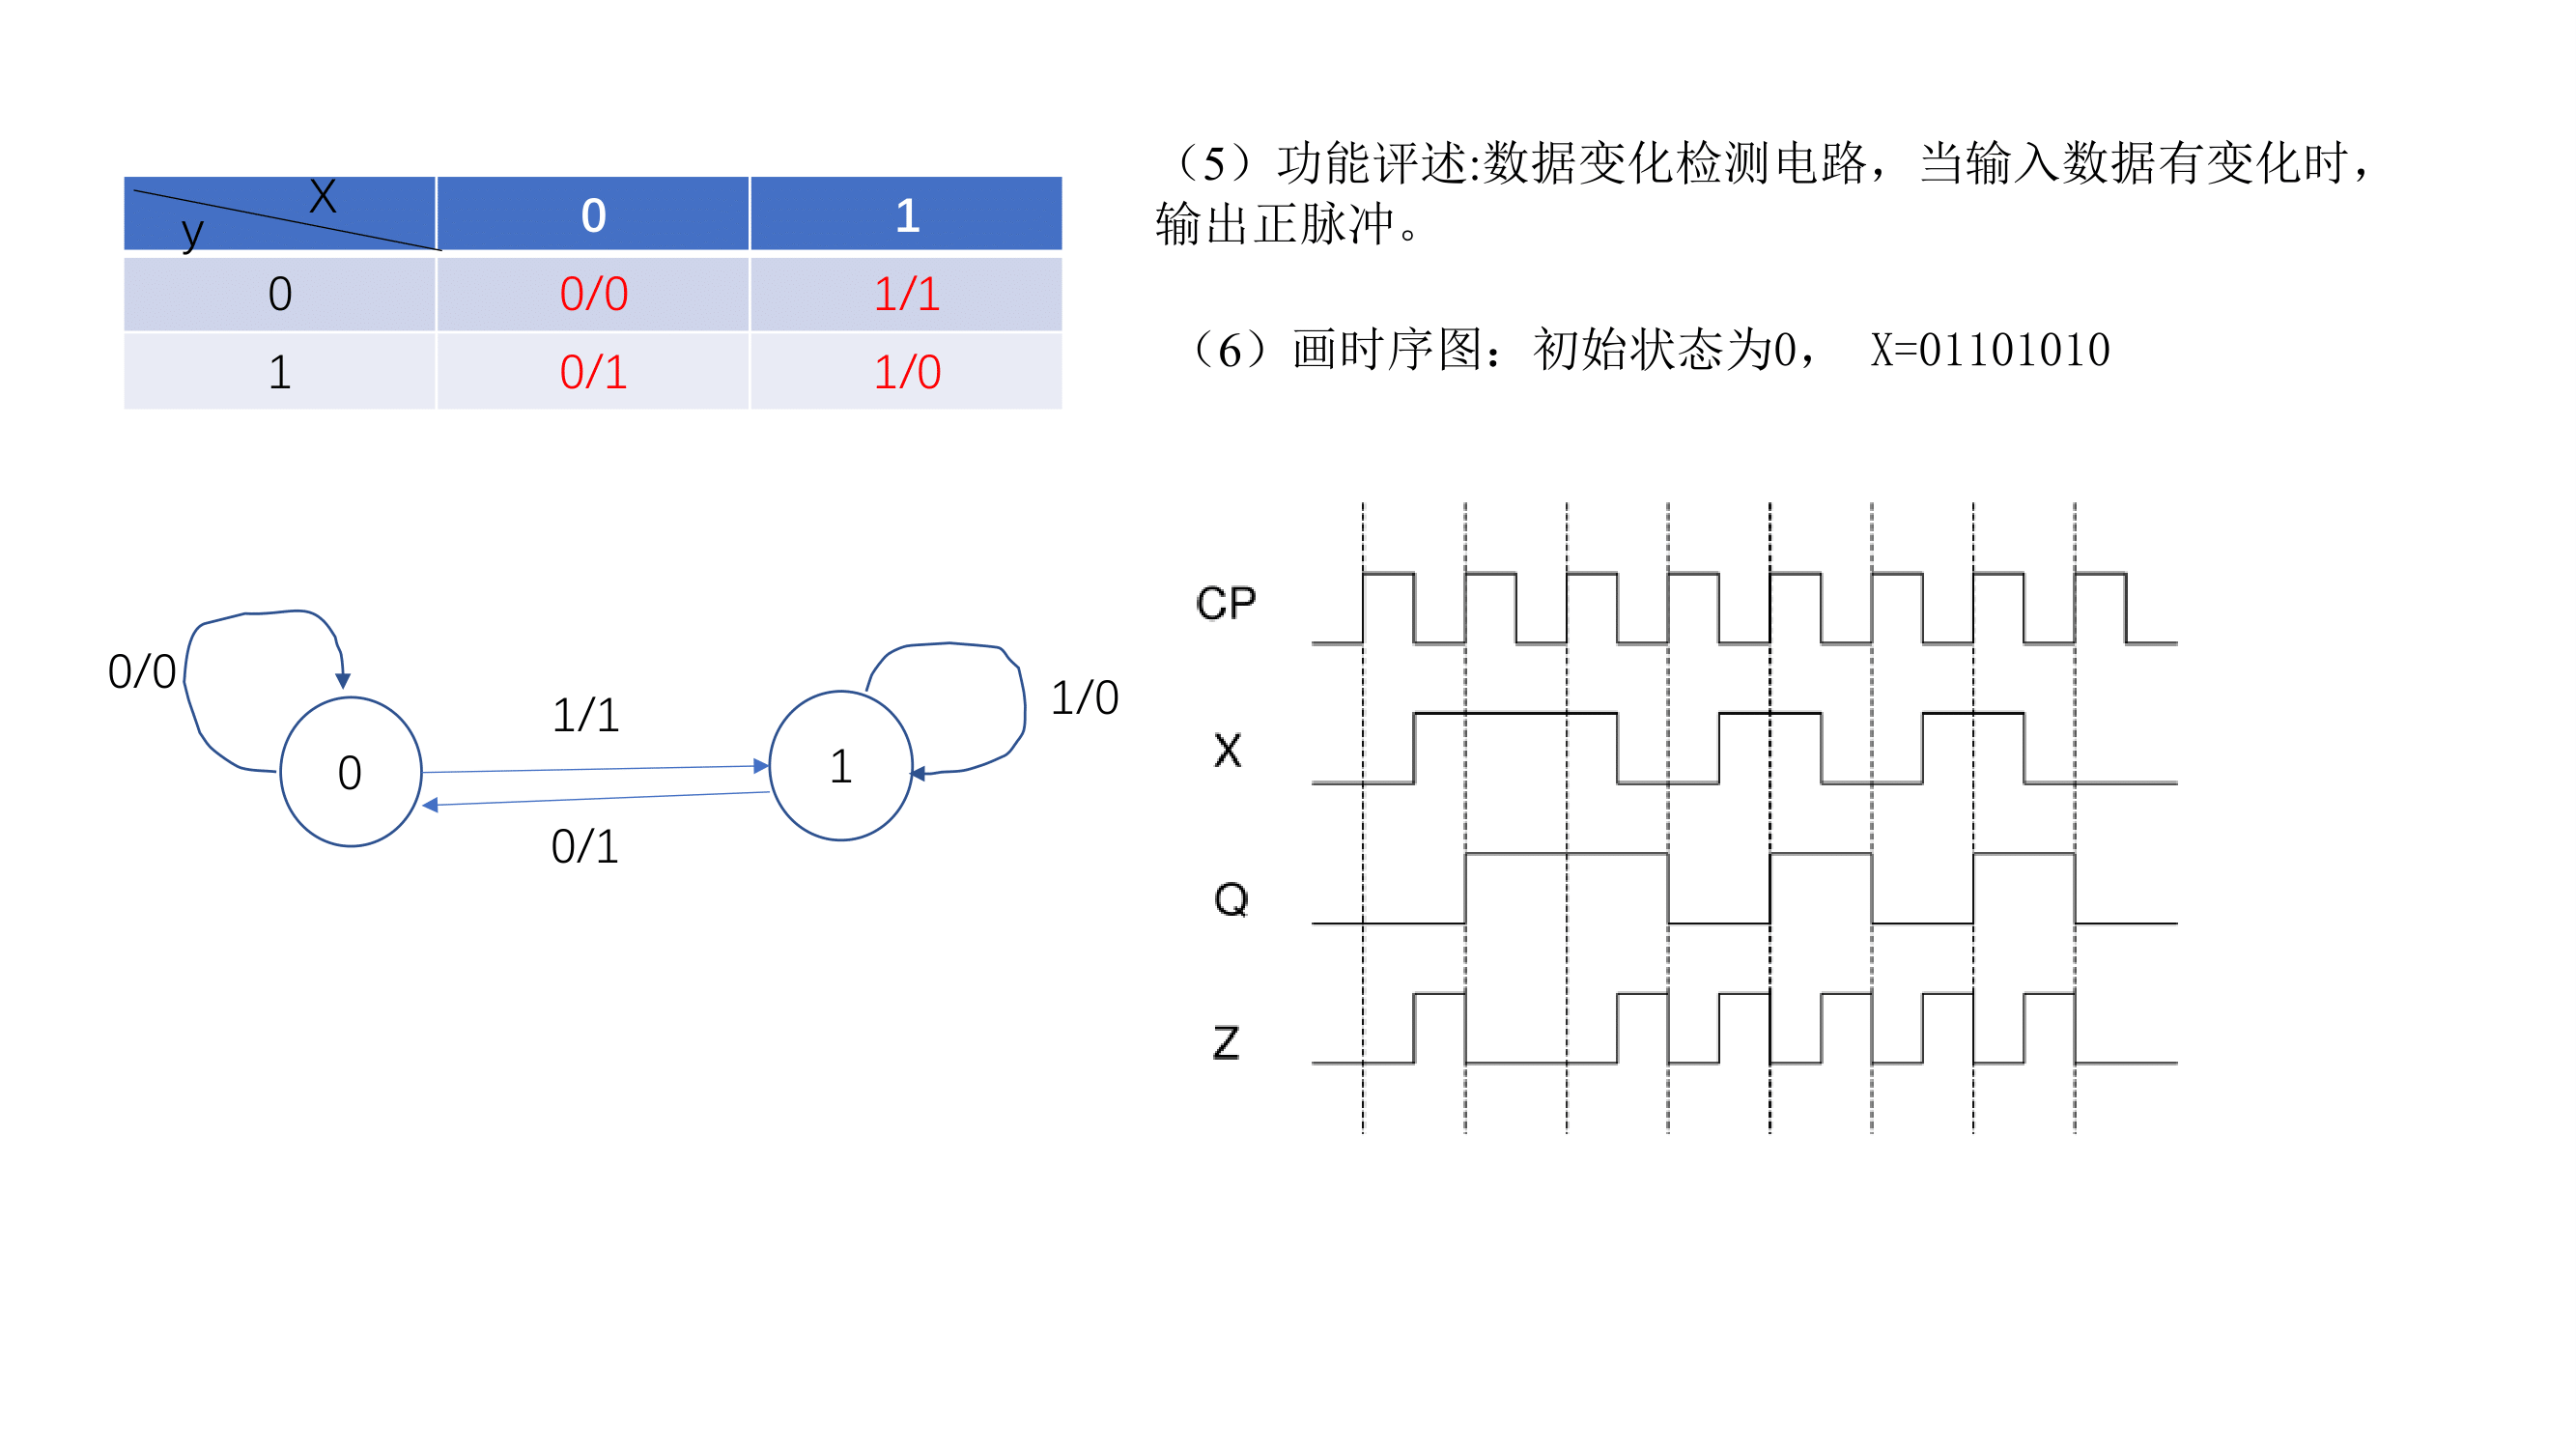 X
y
0 1
0 0/0 1/1
1 0/1 1/0
（5）功能评述:数据变化检测电路，当输入数据有变化时，
输出正脉冲。
（6）画时序图：初始状态为0， X=01101010
0/0
0
1/1
0/1
1
1/0
CP
X
Q
Z